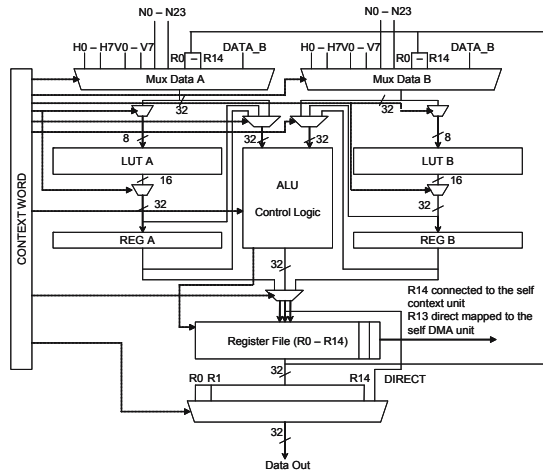 N0 – N23
N0 – N23
H0 – H7V0 – V7
R0 – R14
DATA_B
H0 – H7V0 – V7
R0 – R14
DATA_B
Mux Data A
Mux Data B
32
32
8
32
32
8
LUT A
LUT B
16
16
ALU
Control Logic
32
32
REG A
REG B
CONTEXT WORD
32
R14 connected to the self
context unit
R13 direct mapped to the
self DMA unit
Register File (R0 – R14)
32
R0 R1
R14
DIRECT
32
Data Out